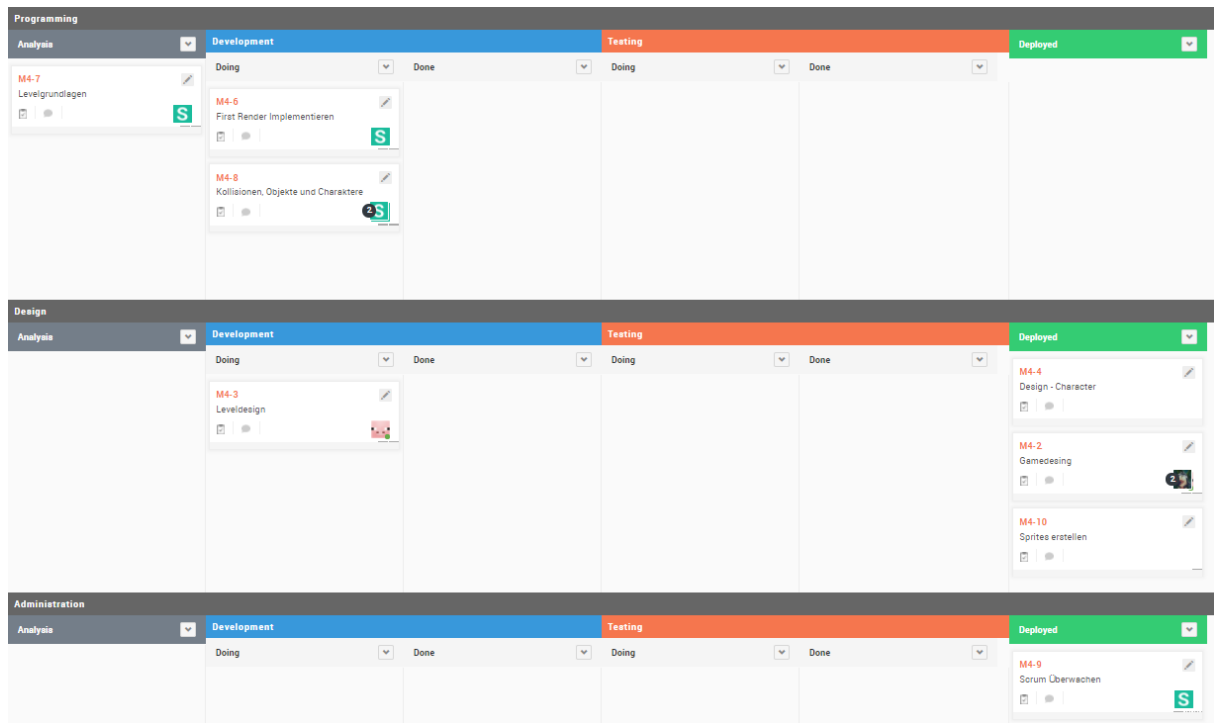 Programming
Analysis
Development
Testing
Deployed
Doing
Done
Doing
Done
M4-7
Levelgrundlagen
S
M4-6
First Render Implementieren
S
M4-8
Kollisionen, Objekte und Charaktere
2 S
Design
Analysis
Development
Testing
Deployed
Doing
Done
Doing
Done
M4-3
Leveldesign
M4-4
Design - Character
M4-2
Gamedesing
2
M4-10
Sprites erstellen
Administration
Analysis
Development
Testing
Deployed
Doing
Done
Doing
Done
M4-9
Scrum Überwachen
S